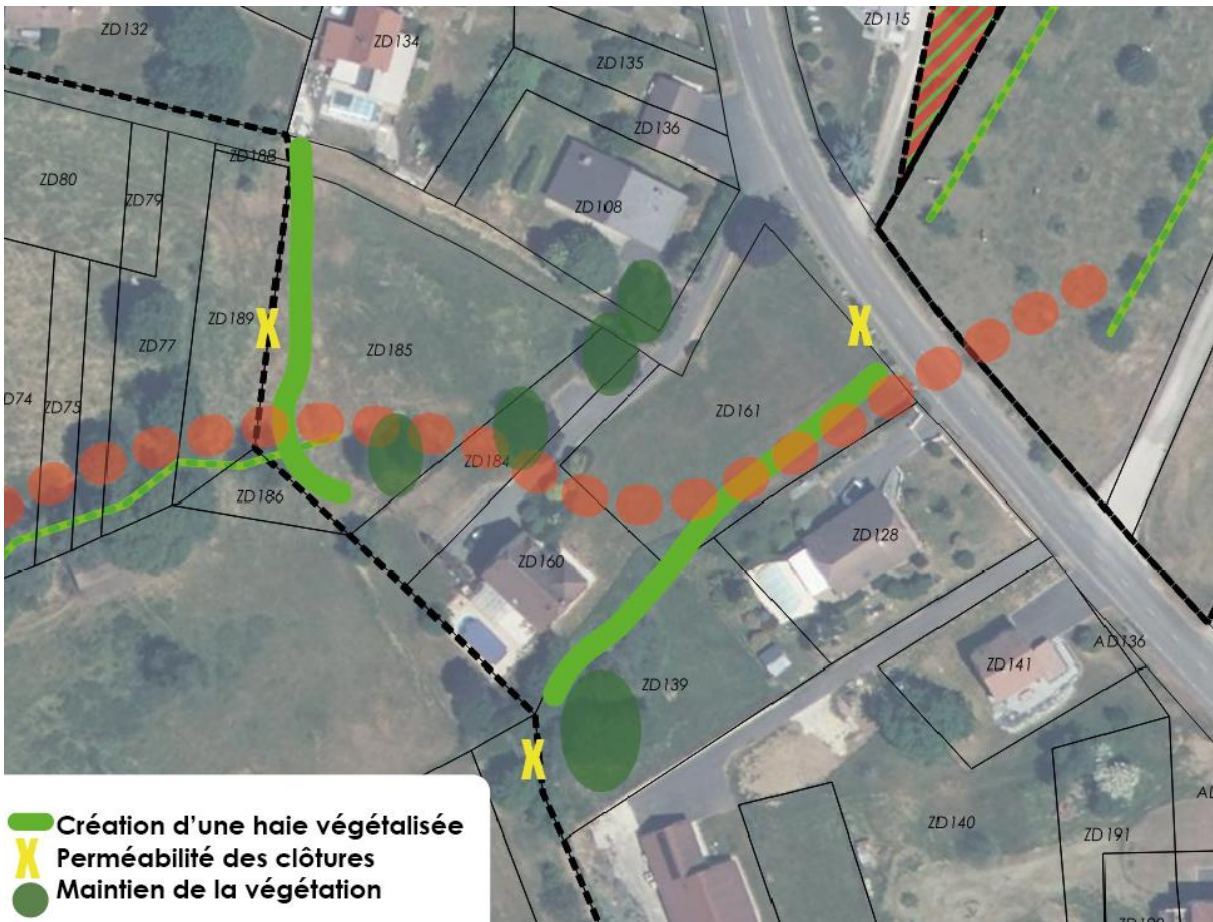 ZD132
ZD134
ZD115
ZD135
ZD136
ZD188
ZD80
ZD79
ZD108
ZD189
ZD185
ZD77
ZD75
ZD161
ZD184
ZD186
ZD128
ZD160
ZD139
ZD141
AD136
ZD140
ZD191
Création d'une haie végétalisée
X Perméabilité des clôtures
Maintien de la végétation